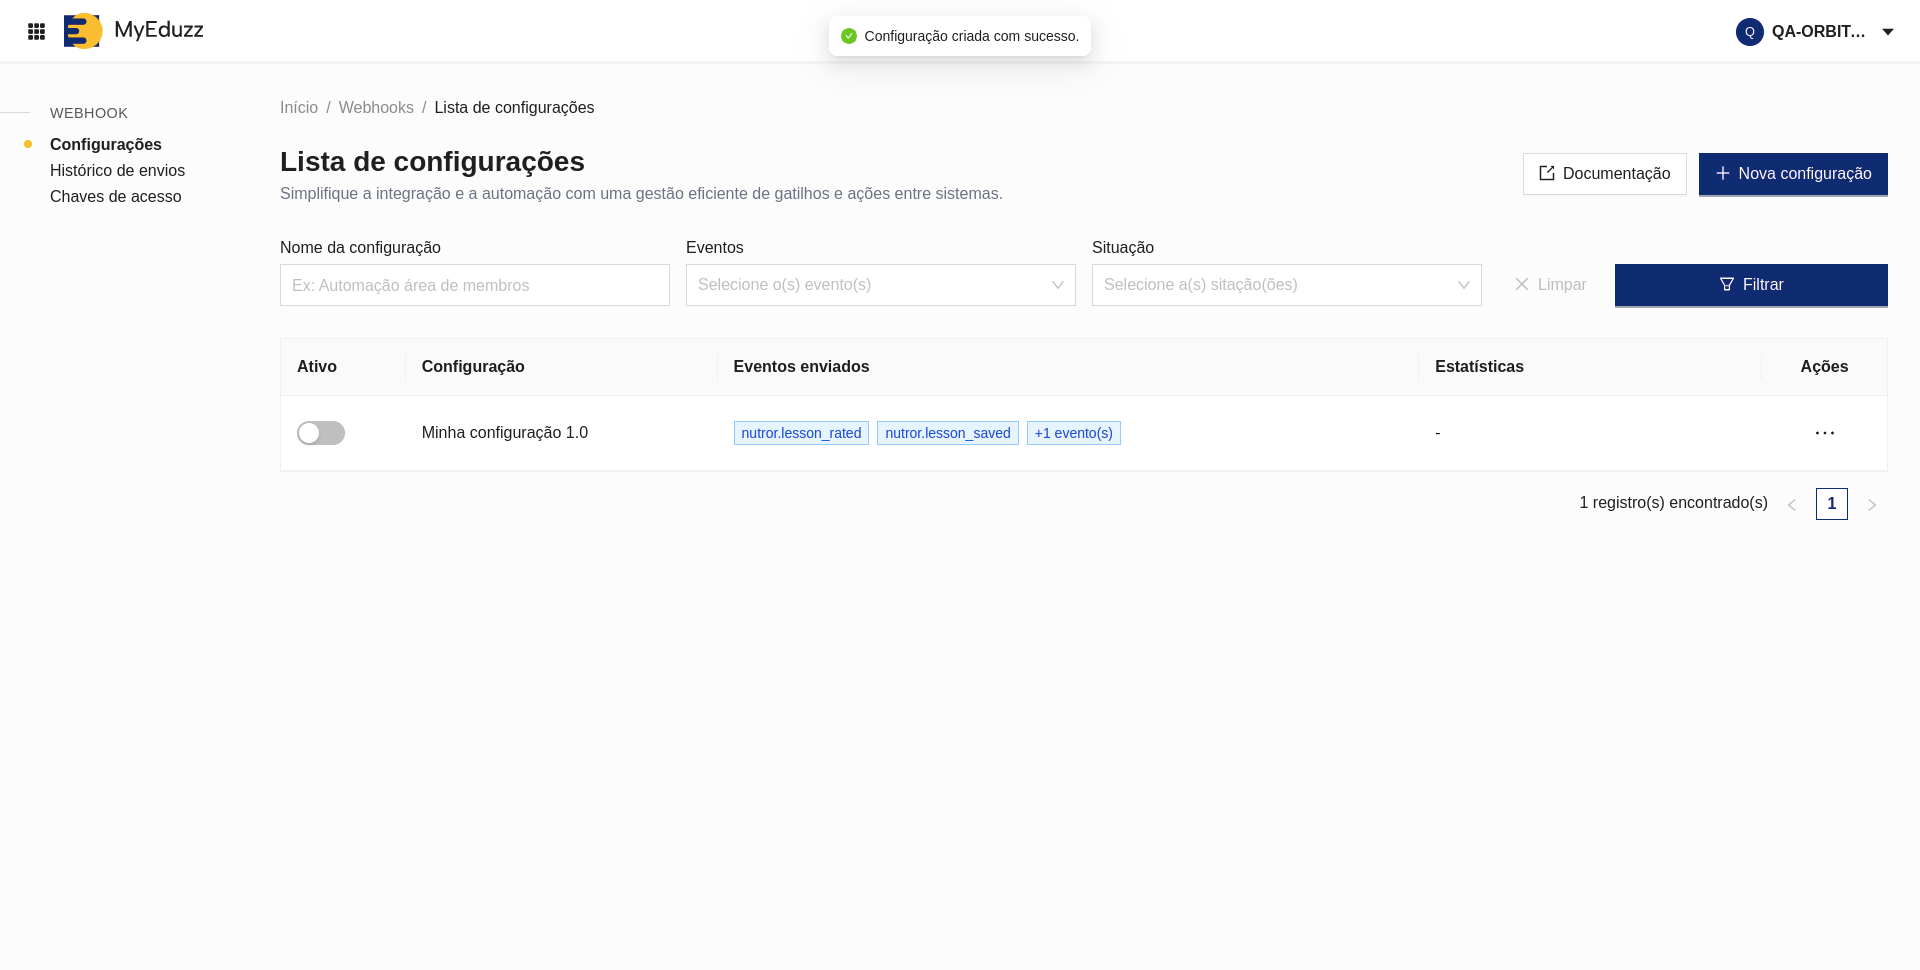 MyEduzz
Configuração criada com sucesso.
Q
QA-ORBIT...
WEBHOOK
Configurações
Histórico de envios
Chaves de acesso
Início / Webhooks / Lista de configurações
Lista de configurações
Simplifique a integração e a automação com uma gestão eficiente de gatilhos e ações entre sistemas.
Documentação
Nova configuração
Nome da configuração
Eventos
Situação
Ex: Automação área de membros
Selecione o(s) evento(s)
Selecione a(s) sitação(ões)
Limpar
Filtrar
Ativo
Configuração
Eventos enviados
Estatísticas
Ações
Minha configuração 1.0
nutror.lesson_rated
nutror.lesson_saved
+1 evento(s)
-
1 registro(s) encontrado(s)
1